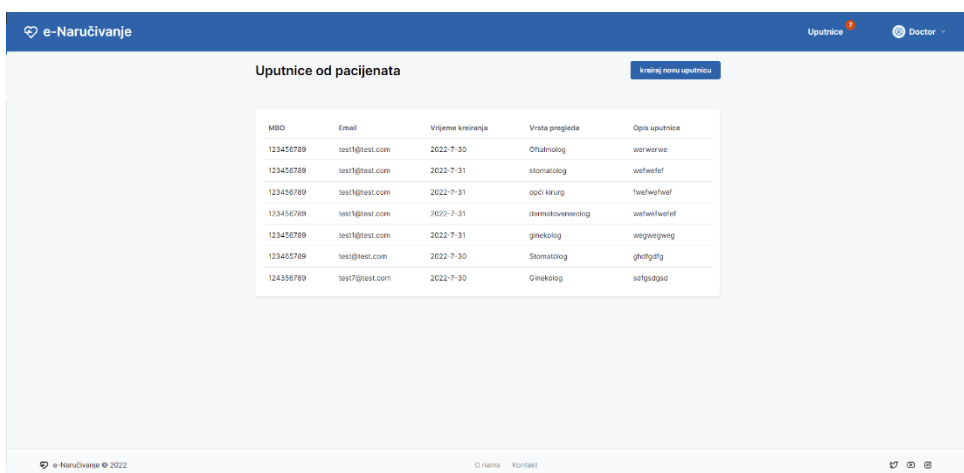 e-Naručivanje Uputnice 7 Doctor
Uputnice od pacijenata kreiraj novu uputnicu
MBO Email Vrijeme kreiranja Vrsta pregleda Opis uputnice
123456789 test1@test.com 2022-7-30 Oftalmolog werwerwe
123456789 test1@test.com 2022-7-31 stomatolog wefwefef
123456789 test1@test.com 2022-7-31 opći kirurg fwefwefwef
123456789 test1@test.com 2022-7-31 dermatovenerolog wefwefwefef
123456789 test1@test.com 2022-7-31 ginekolog wegwegweg
123465789 test@test.com 2022-7-30 Stomatolog ghdfgdfg
124356789 test7@test.com 2022-7-30 Ginekolog sdfgsdgsd
e-Naručivanje © 2022 O nama Kontakt